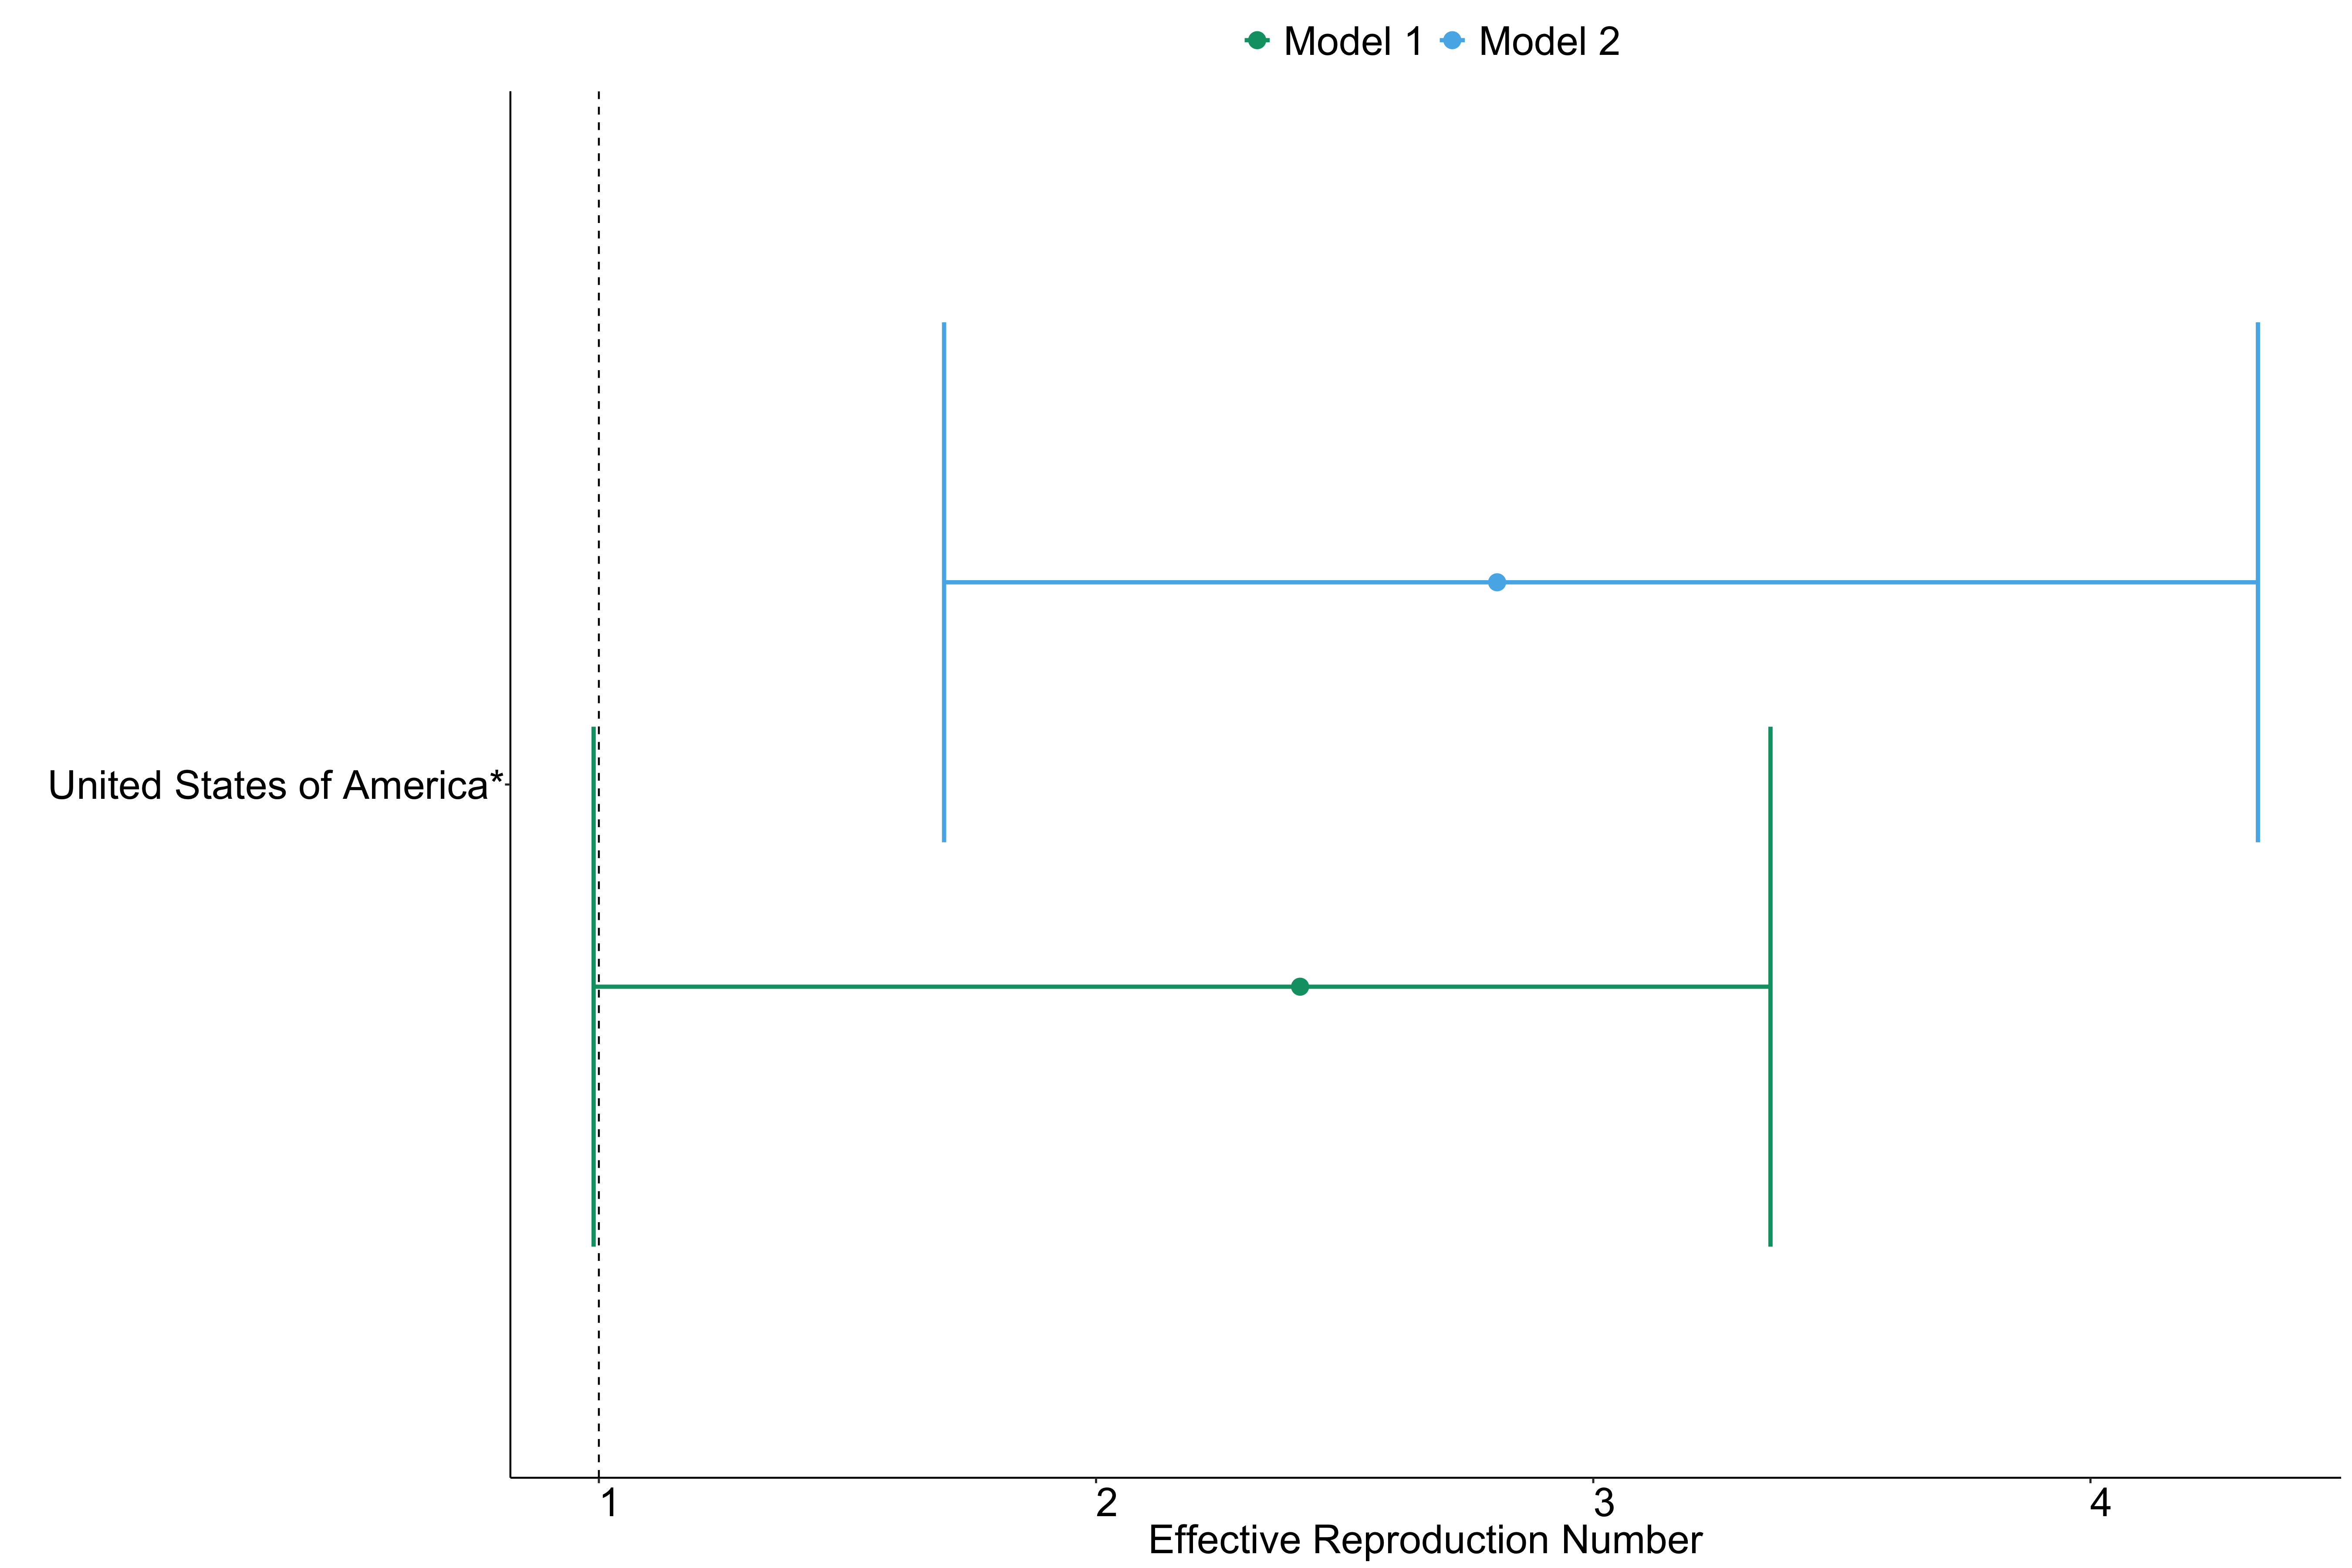 Model 1 Model 2
United States of America*
1 2 3 4
Effective Reproduction Number